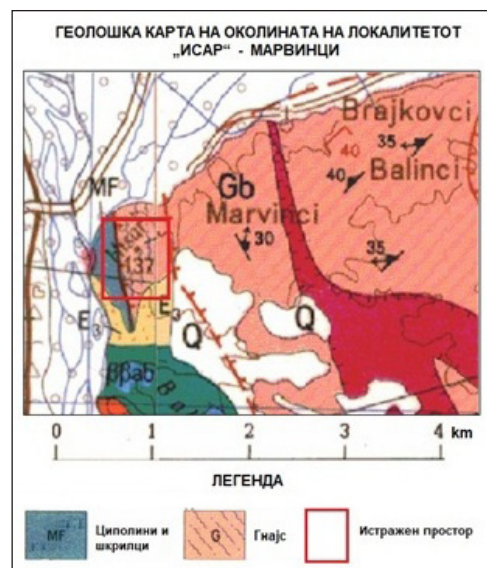 ГЕОЛОШКА КАРТА НА ОКОЛИНАТА НА ЛОКАЛИТЕТОТ
„ИСАР“ - МАРВИНЦИ
Brajkovci
40 35
Balinci
40
MF Gb
Marvinci
30
35
137
E₃ E₃
Q Q
ββab
0 1 2 3 4 km
ЛЕГЕНДА
MF Циполини и
шкрилци
G Гнајс
Истражен простор